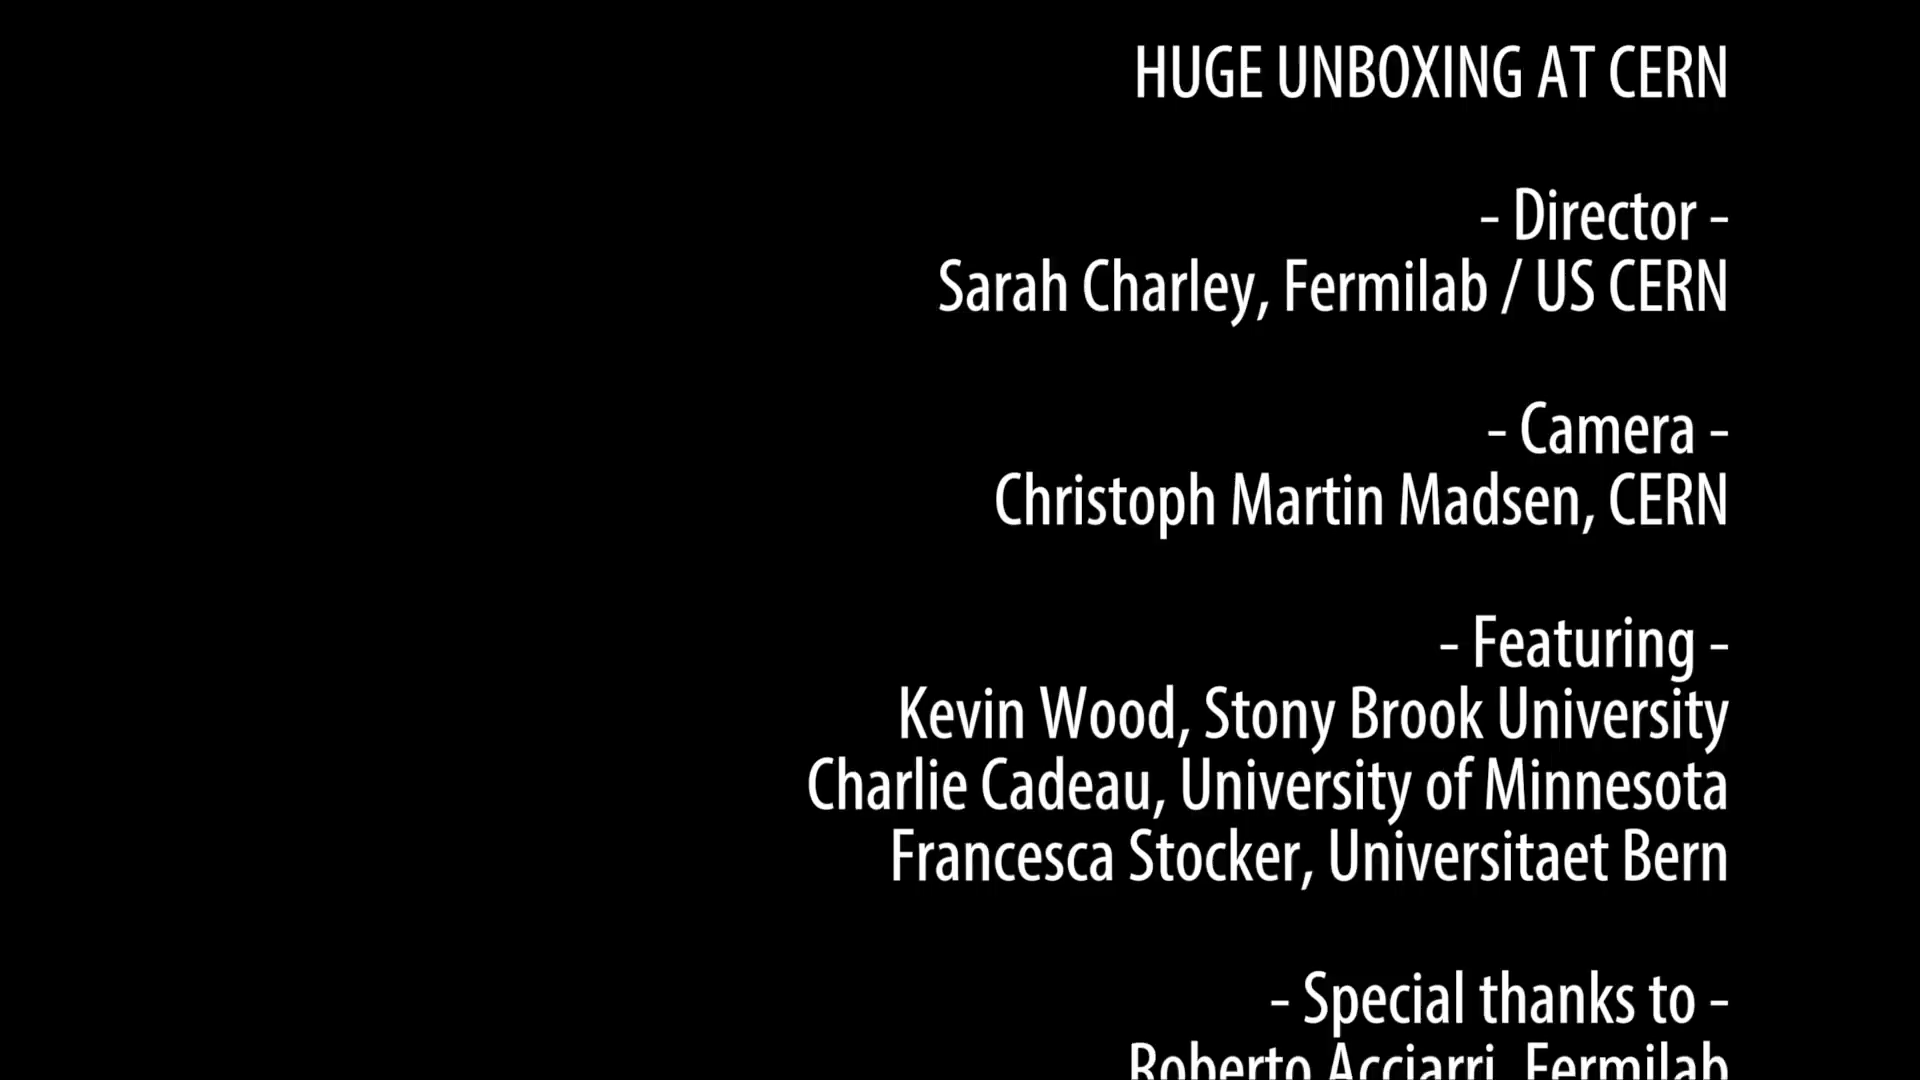 HUGE UNBOXING AT CERN
- Director -
Sarah Charley, Fermilab / US CERN
- Camera -
Christoph Martin Madsen, CERN
- Featuring -
Kevin Wood, Stony Brook University
Charlie Cadeau, University of Minnesota
Francesca Stocker, Universitaet Bern
- Special thanks to -
Roberto Acciarri, Fermilab